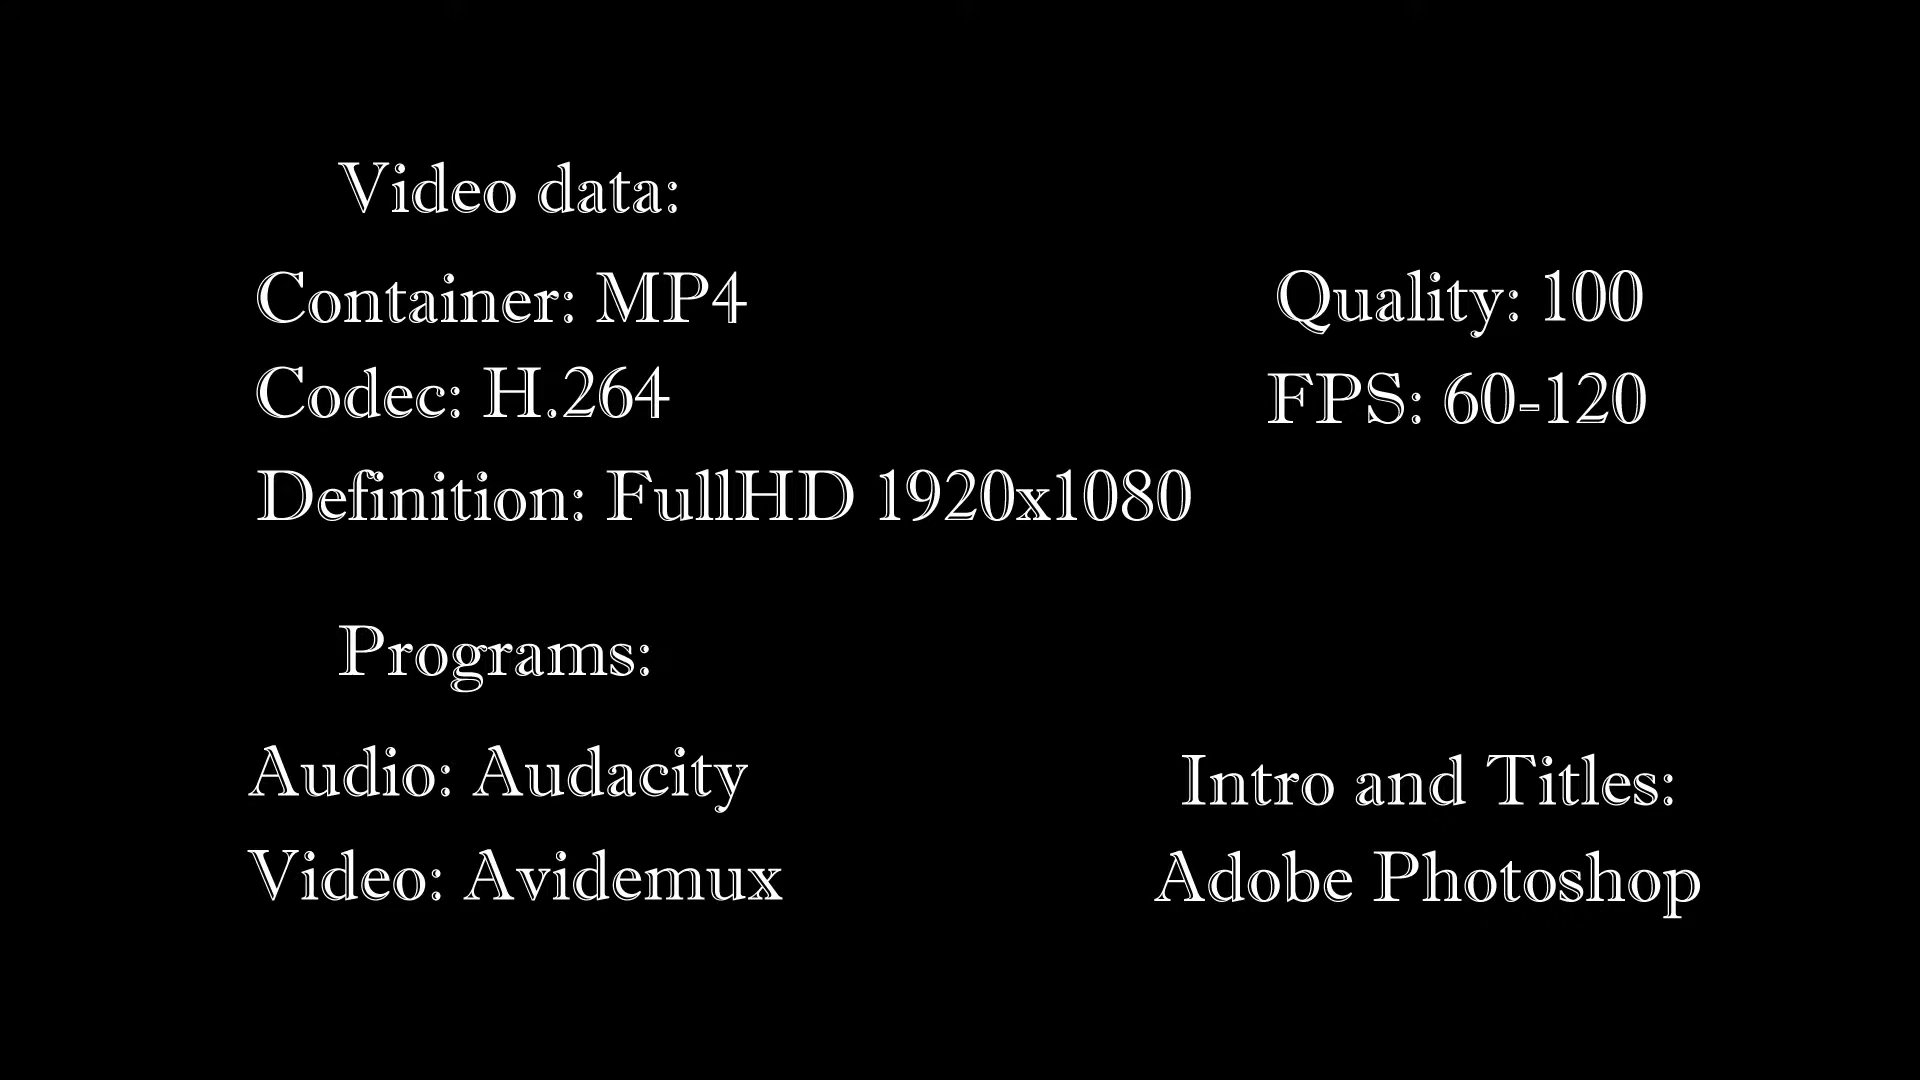 Video data:
Container: MP4
Quality: 100
Codec: H.264
FPS: 60-120
Definition: FullHD 1920x1080
Programs:
Audio: Audacity
Intro and Titles:
Video: Avidemux
Adobe Photoshop